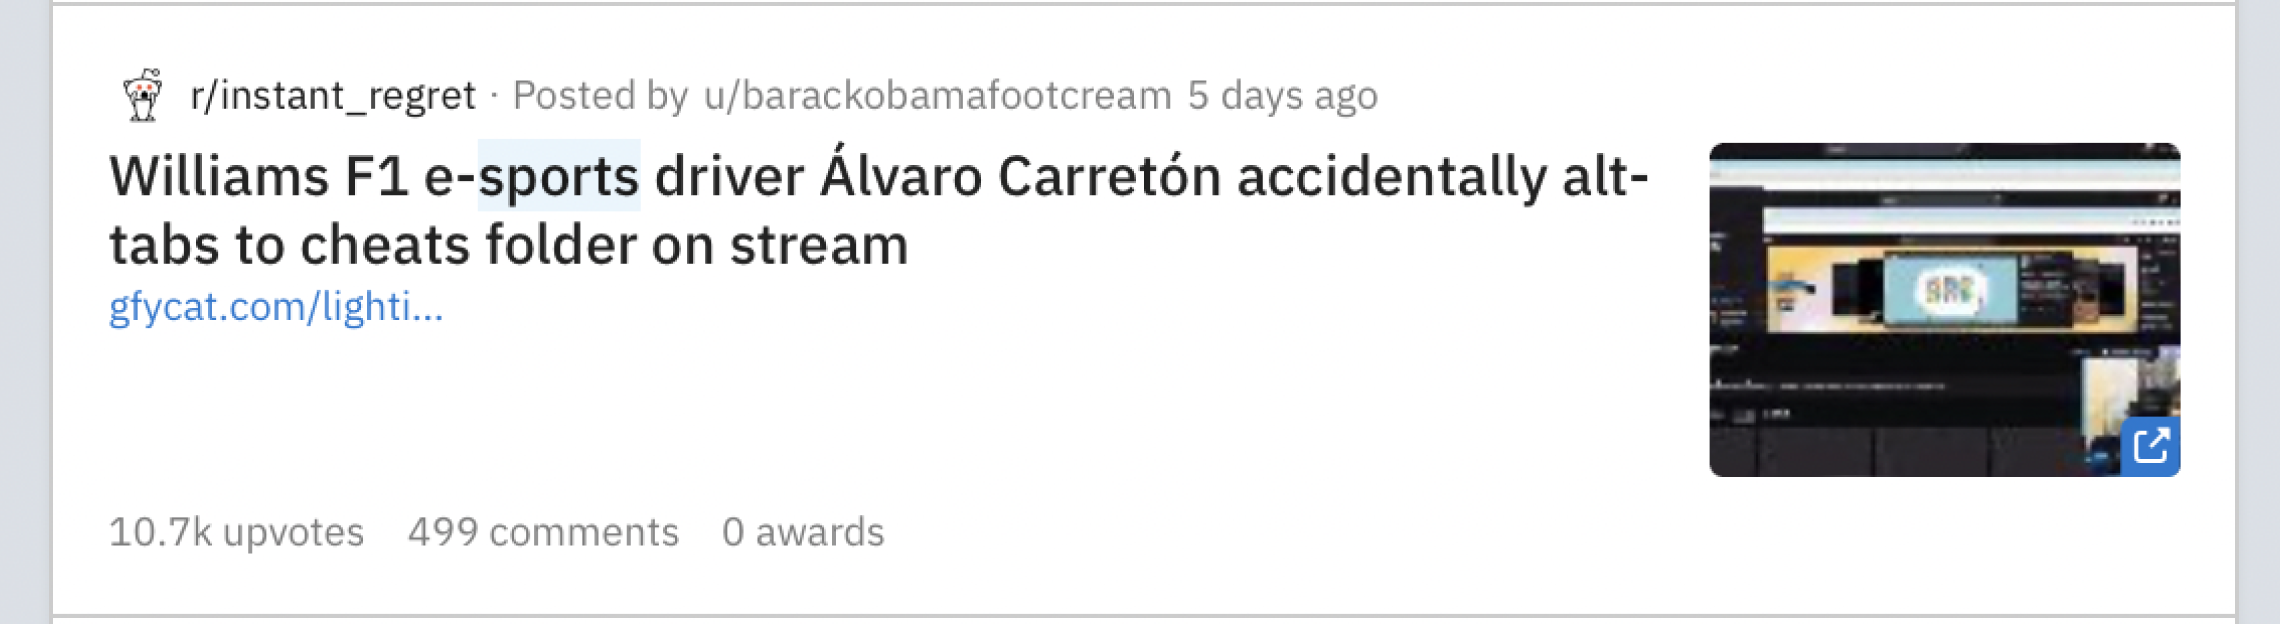 r/instant_regret · Posted by u/barackobamafootcream 5 days ago
Williams F1 e-sports driver Álvaro Carretón accidentally alt-
tabs to cheats folder on stream
gfycat.com/lighti...
10.7k upvotes 499 comments 0 awards